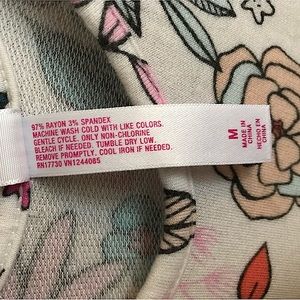 97% RAYON 3% SPANDEX
MACHINE WASH COLD WITH LIKE COLORS.
GENTLE CYCLE. ONLY NON-CHLORINE
BLEACH IF NEEDED. TUMBLE DRY LOW.
REMOVE PROMPTLY. COOL IRON IF NEEDED.
RN17730 VN1244085
M
MADE IN
CHINA
HECHO EN
CHINA